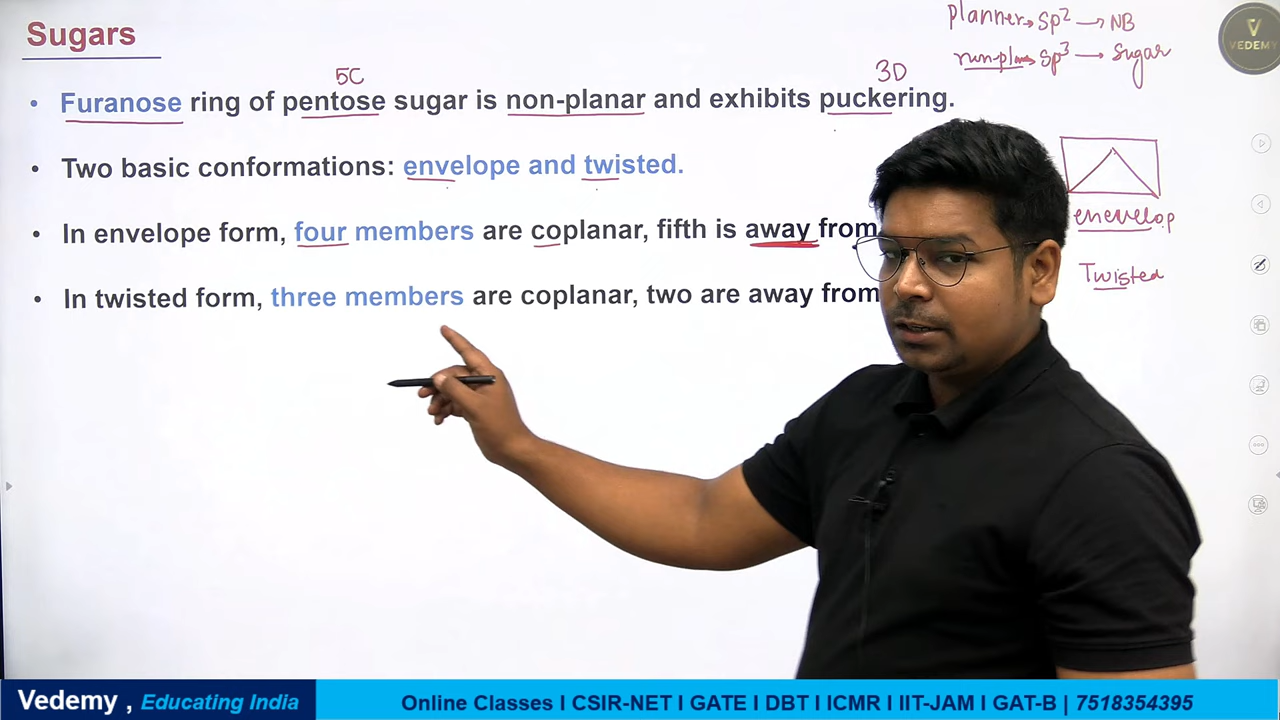 Sugars
planner → sp² → NB
non-plan → sp³ → Sugar
V
VEDEMY
5C
3D
• Furanose ring of pentose sugar is non-planar and exhibits puckering.
• Two basic conformations: envelope and twisted.
• In envelope form, four members are coplanar, fifth is away from
enevelop
Twisted
• In twisted form, three members are coplanar, two are away from
Vedemy , Educating India
Online Classes I CSIR-NET I GATE I DBT I ICMR I IIT-JAM I GAT-B | 7518354395